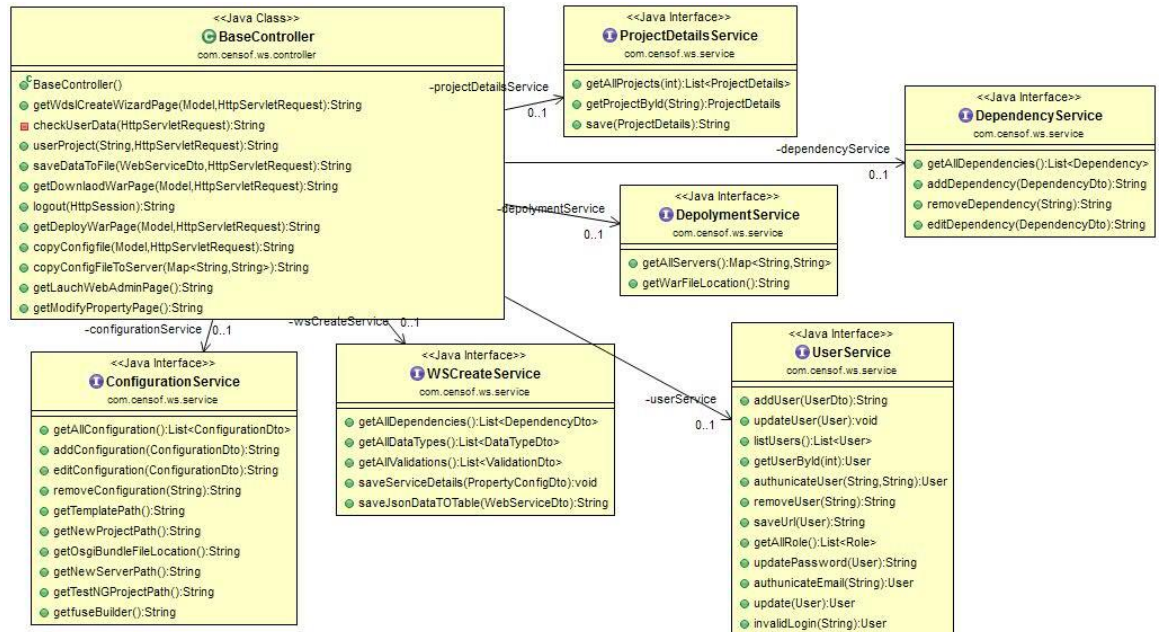 <<Java Class>>
BaseController
com.censof.ws.controller
BaseController()
getWdslCreateWizardPage(Model,HttpServletRequest):String
checkUserData(HttpServletRequest):String
userProject(String,HttpServletRequest):String
saveDataToFile(WebServiceDto,HttpServletRequest):String
getDownlaodWarPage(Model,HttpServletRequest):String
logout(HttpSession):String
getDeployWarPage(Model,HttpServletRequest):String
copyConfigfile(Model,HttpServletRequest):String
copyConfigFileToServer(Map<String,String>):String
getLauchWebAdminPage():String
getModifyPropertyPage():String
-projectDetailsService
0..1
<<Java Interface>>
ProjectDetailsService
com.censof.ws.service
getAllProjects(int):List<ProjectDetails>
getProjectById(String):ProjectDetails
save(ProjectDetails):String
-dependencyService
0..1
<<Java Interface>>
DependencyService
com.censof.ws.service
getAllDependencies():List<Dependency>
addDependency(DependencyDto):String
removeDependency(String):String
editDependency(DependencyDto):String
-depolymentService
0..1
<<Java Interface>>
DepolymentService
com.censof.ws.service
getAllServers():Map<String,String>
getWarFileLocation():String
-configurationService
0..1
<<Java Interface>>
ConfigurationService
com.censof.ws.service
getAllConfiguration():List<ConfigurationDto>
addConfiguration(ConfigurationDto):String
editConfiguration(ConfigurationDto):String
removeConfiguration(String):String
getTemplatePath():String
getNewProjectPath():String
getOsgiBundleFileLocation():String
getNewServerPath():String
getTestNGProjectPath():String
getfuseBuilder():String
-wsCreateService
0..1
<<Java Interface>>
WSCreateService
com.censof.ws.service
getAllDependencies():List<DependencyDto>
getAllDataTypes():List<DataTypeDto>
getAllValidations():List<ValidationDto>
saveServiceDetails(PropertyConfigDto):void
saveJsonDataTOTable(WebServiceDto):String
-userService
0..1
<<Java Interface>>
UserService
com.censof.ws.service
addUser(UserDto):String
updateUser(User):void
listUsers():List<User>
getUserById(int):User
authunicateUser(String,String):User
removeUser(String):String
saveUrl(User):String
getAllRole():List<Role>
updatePassword(User):String
authunicateEmail(String):User
update(User):User
invalidLogin(String):User